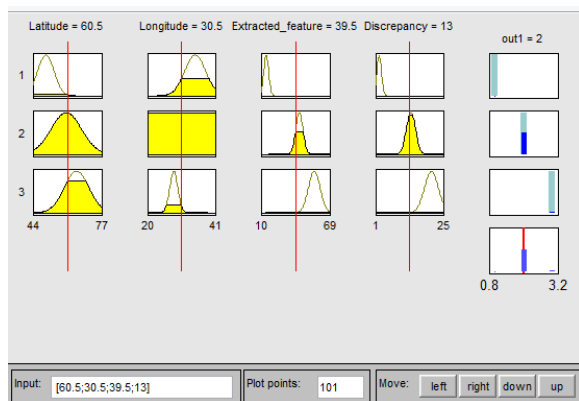 Latitude = 60.5 Longitude = 30.5 Extracted_feature = 39.5 Discrepancy = 13
out1 = 2
1
2
3
44 77 20 41 10 69 1 25
0.8 3.2
Input: [60.5;30.5;39.5;13] Plot points: 101 Move: left right down up